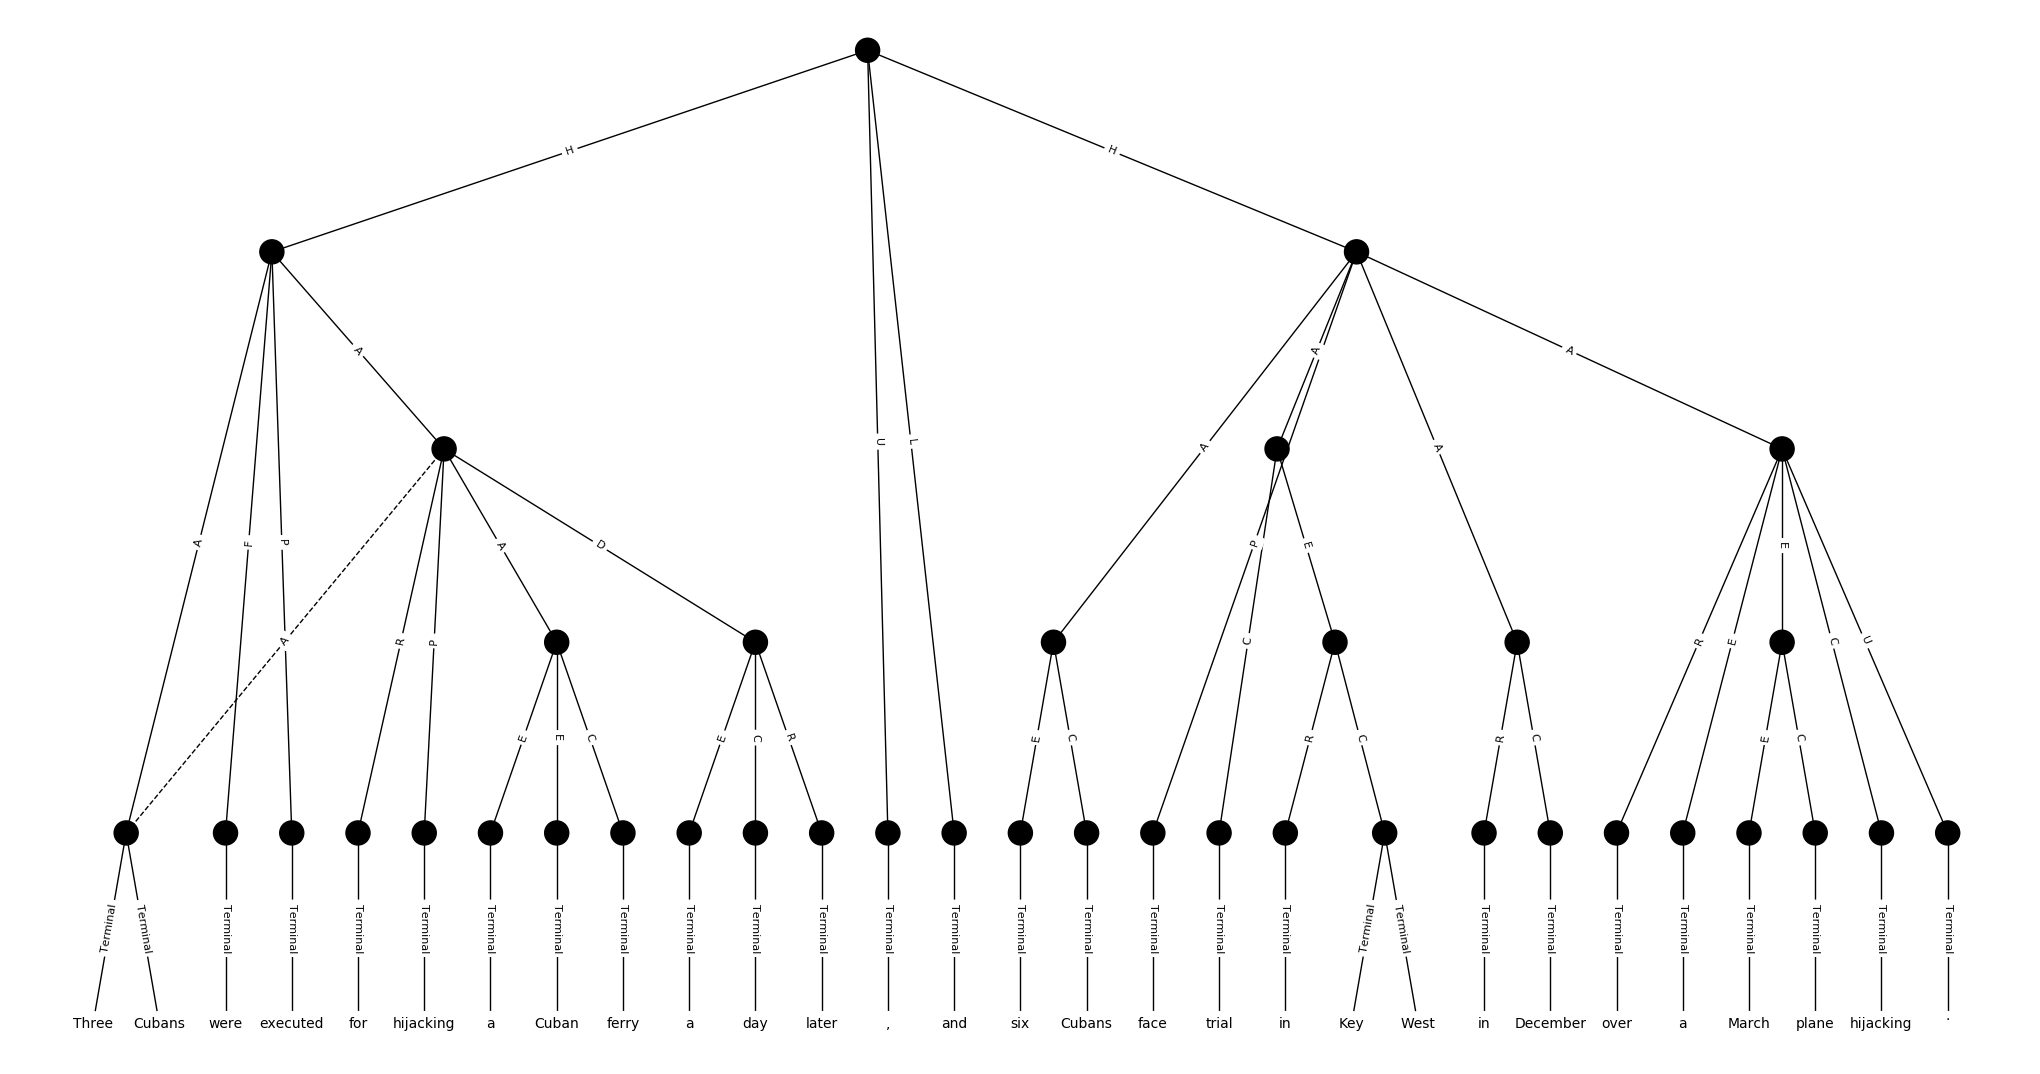 H H
A A A
U L A A
A F P A D P E E
A R P C R E C U
E E C E C R E C R C R C E C
Terminal Terminal Terminal Terminal Terminal Terminal Terminal Terminal Terminal Terminal Terminal Terminal Terminal Terminal Terminal Terminal Terminal Terminal Terminal Terminal Terminal Terminal Terminal Terminal Terminal Terminal Terminal Terminal Terminal
Three Cubans were executed for hijacking a Cuban ferry a day later , and six Cubans face trial in Key West in December over a March plane hijacking .